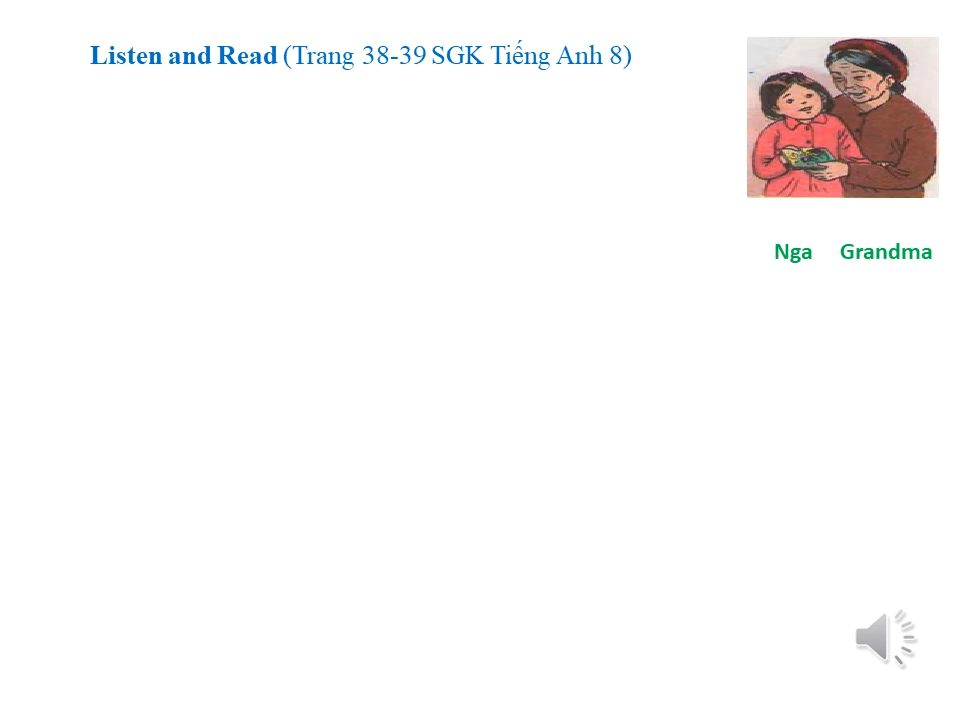 Listen and Read (Trang 38-39 SGK Tiếng Anh 8)
Nga Grandma